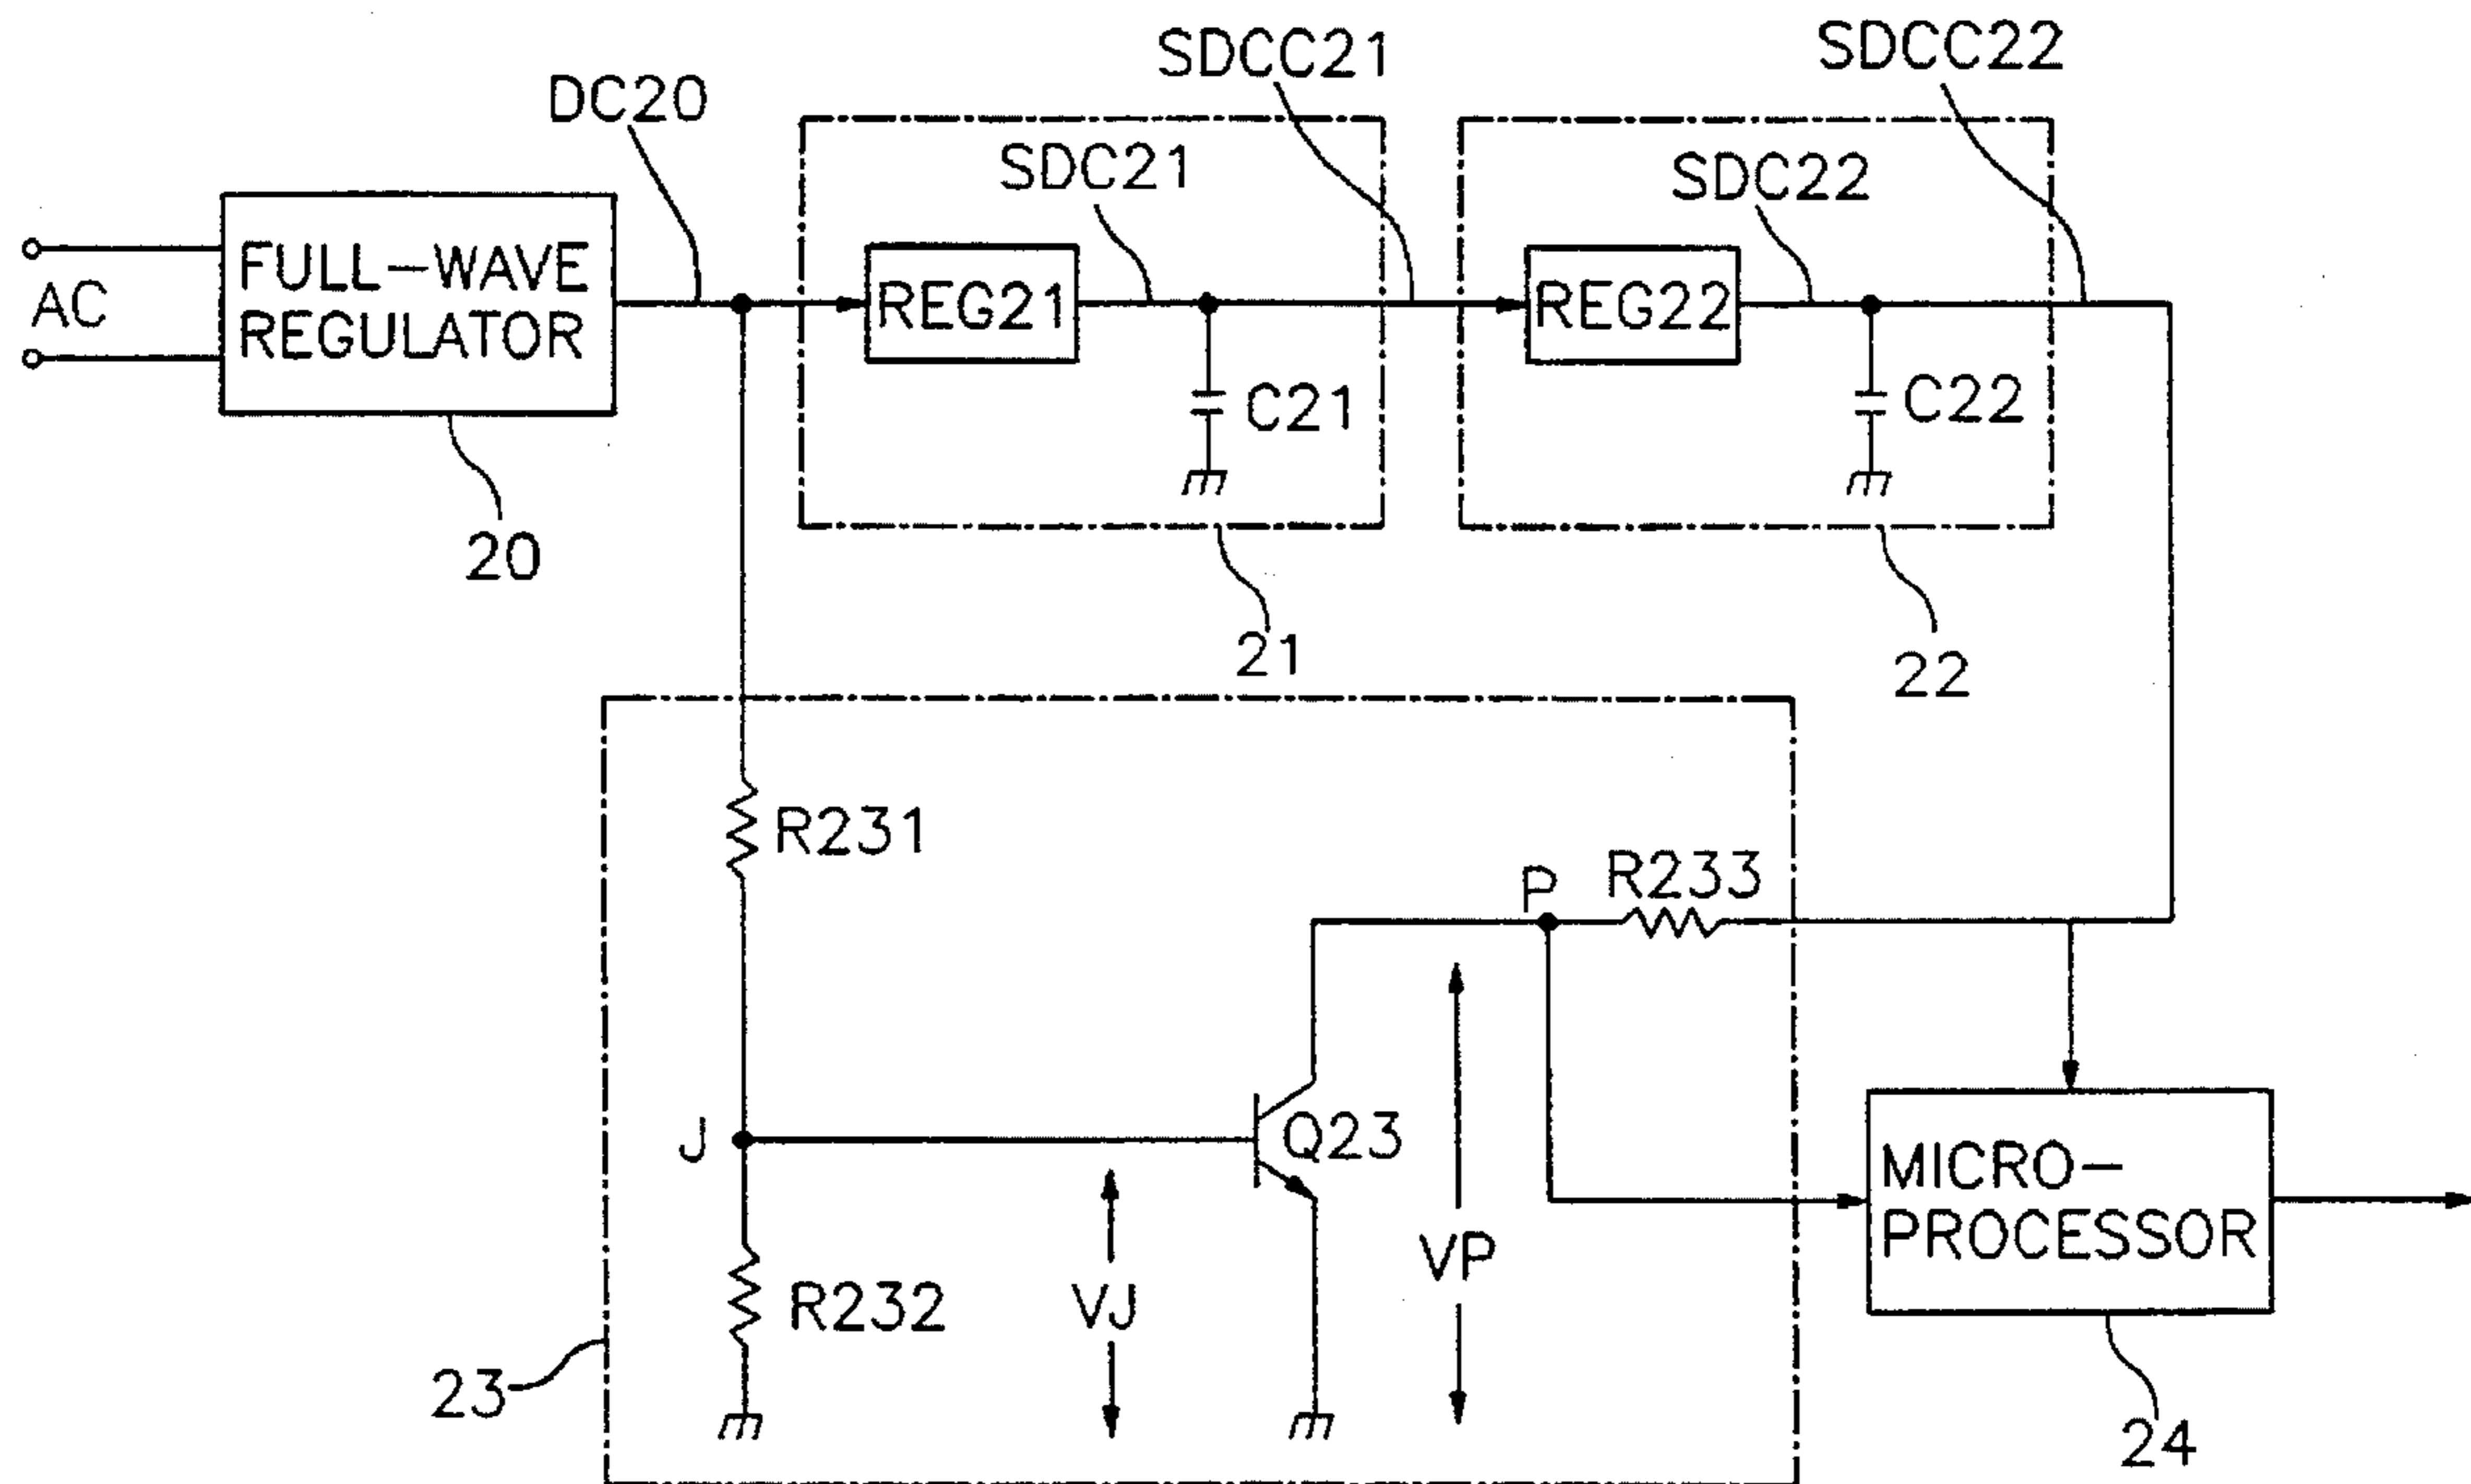 SDCC21
SDCC22
DC20
SDC21
SDC22
AC
FULL-WAVE
REGULATOR
REG21
REG22
C21
C22
20
21
22
R231
P
R233
J
Q23
MICRO-
PROCESSOR
VP
VJ
R232
23
24